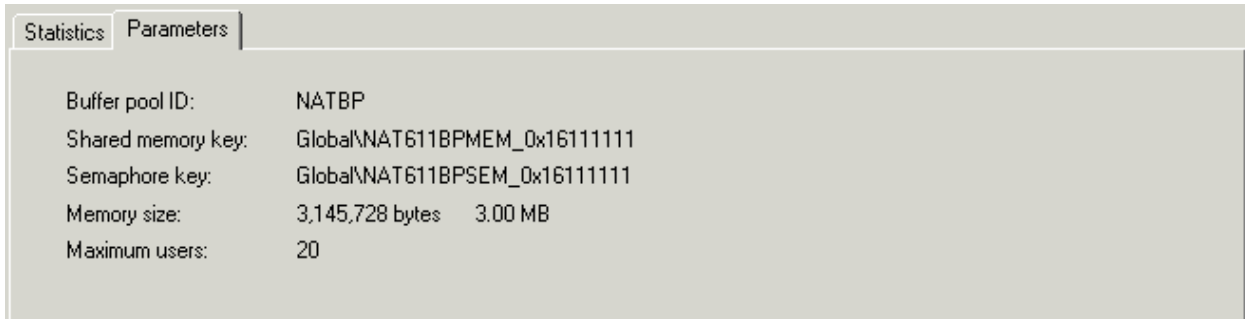 Statistics Parameters
Buffer pool ID: NATBP
Shared memory key: Global\NAT611BPMEM_0x16111111
Semaphore key: Global\NAT611BPSEM_0x16111111
Memory size: 3,145,728 bytes 3.00 MB
Maximum users: 20